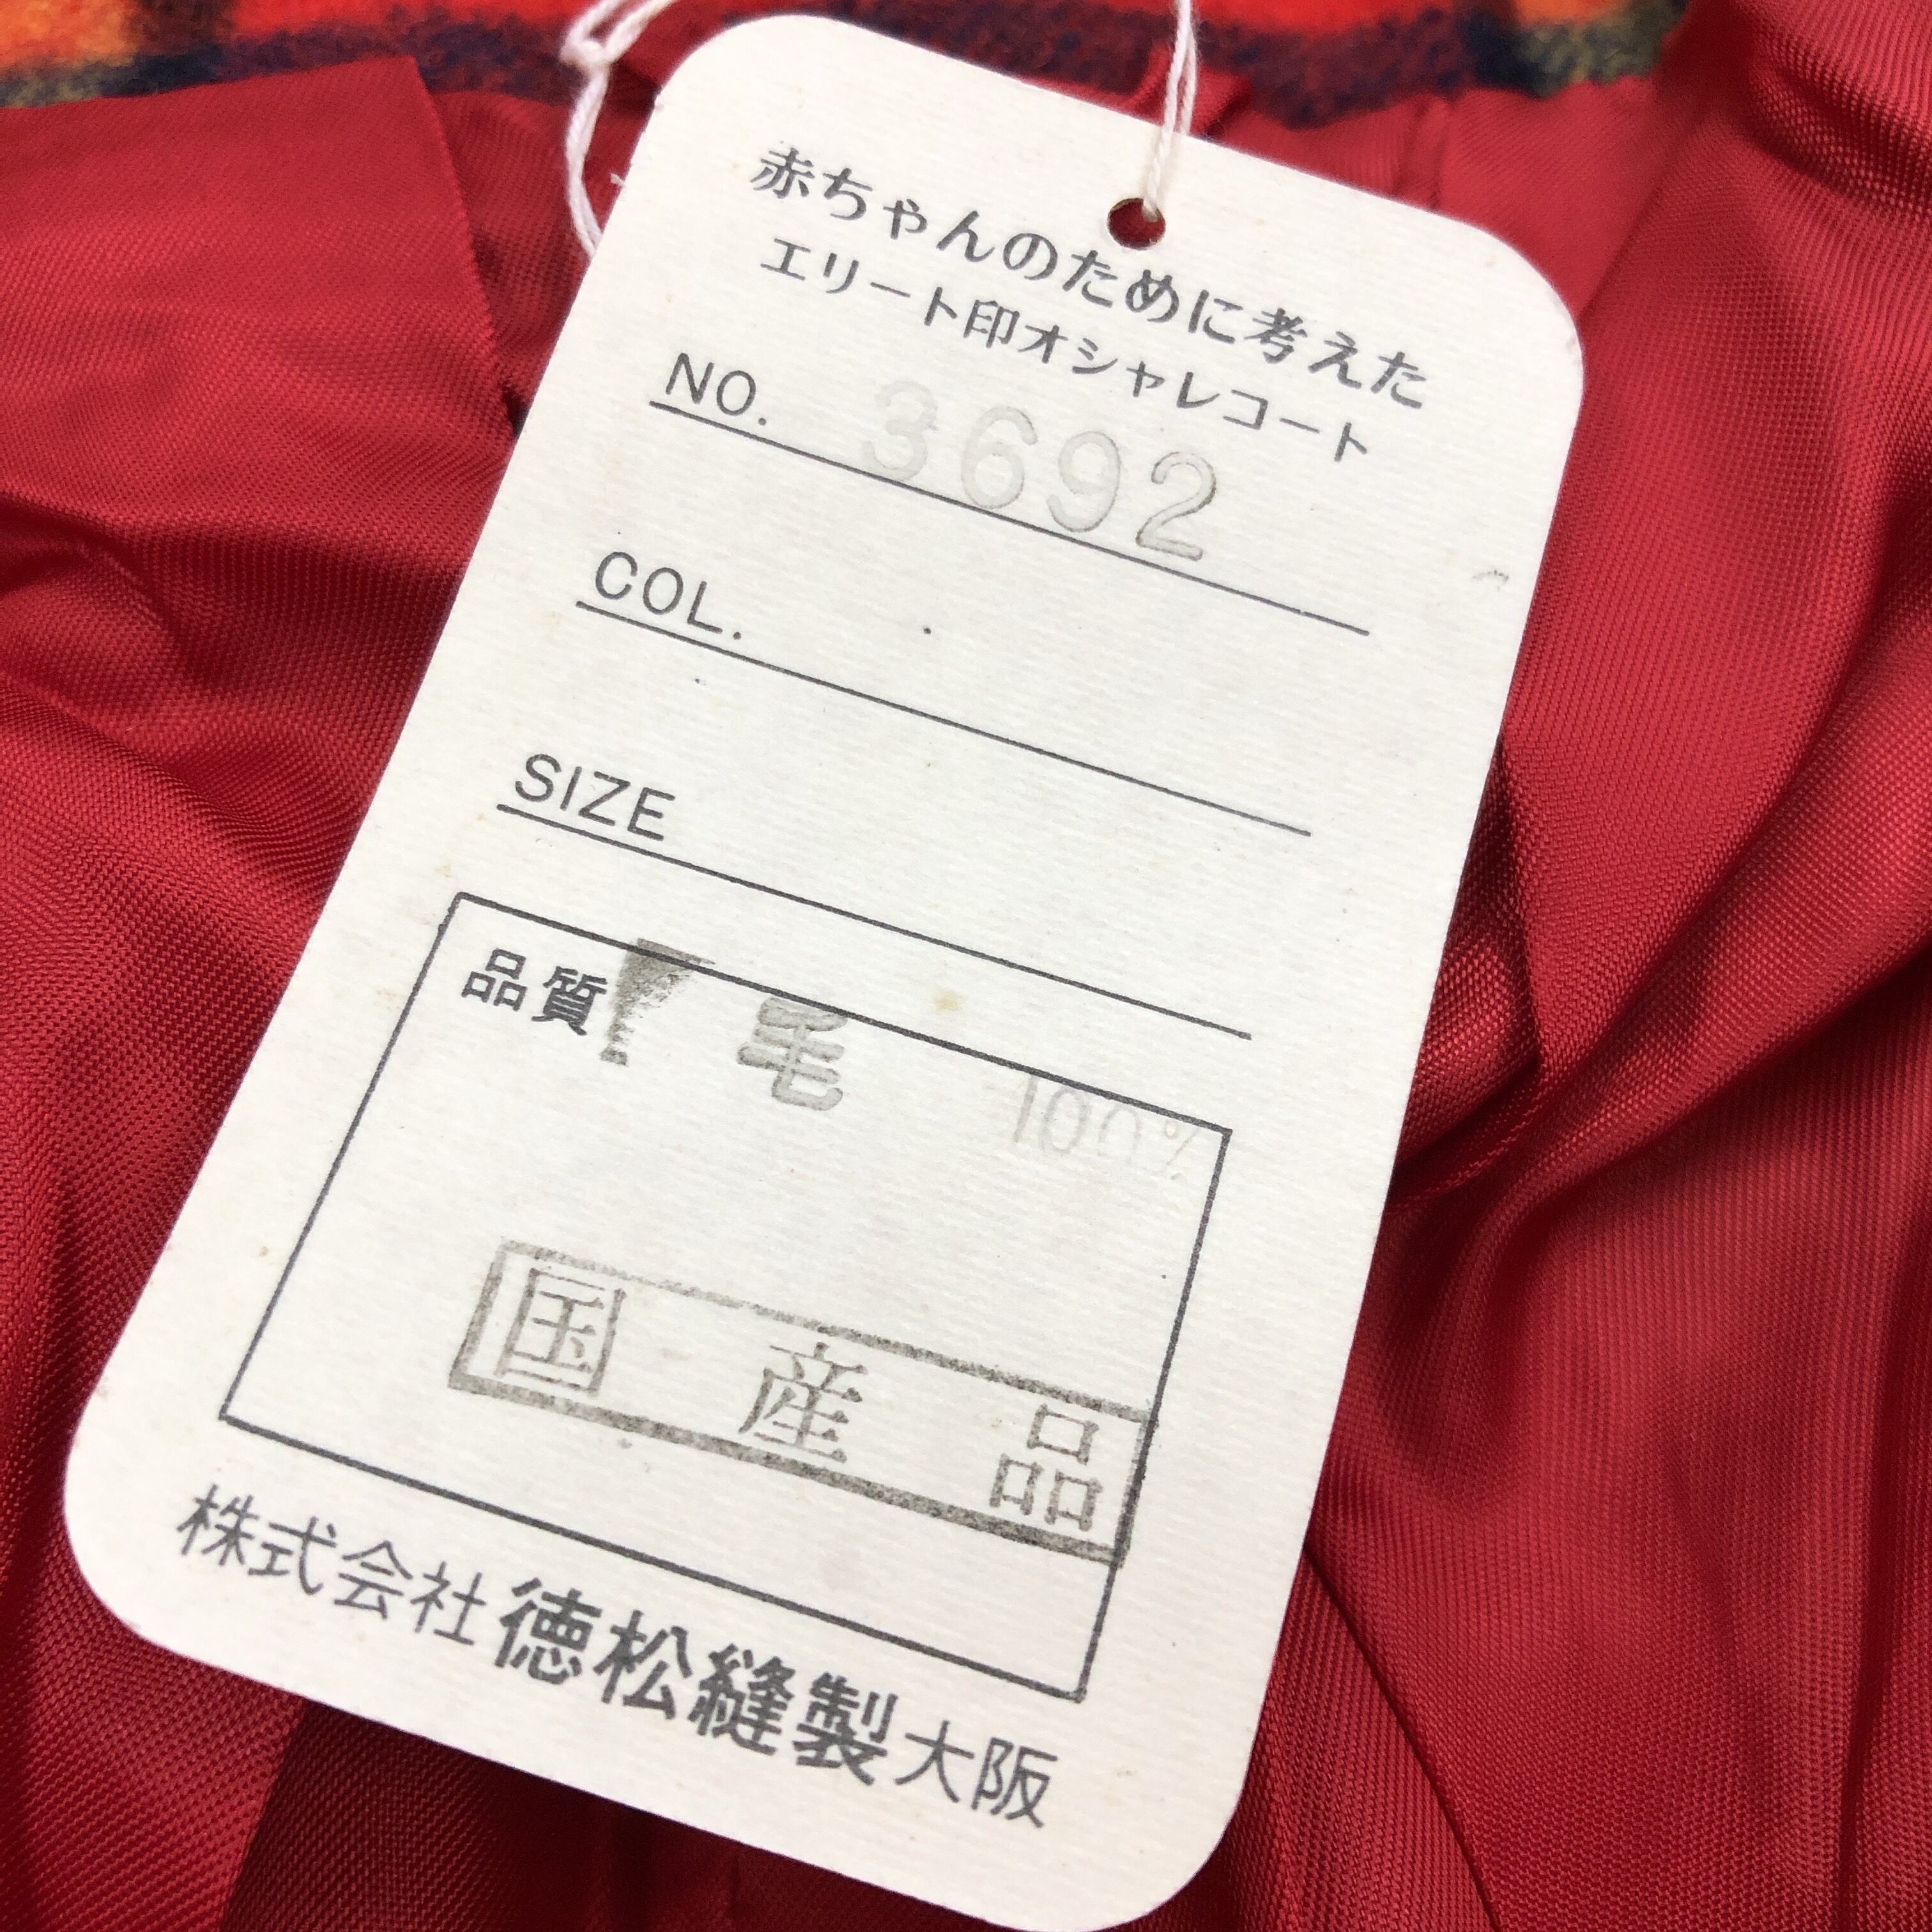 赤ちゃんのために考えた
エリート印オシャレコート
NO. 3692
COL.
SIZE
品質 毛 100%
国産品
株式会社徳松縫製大阪